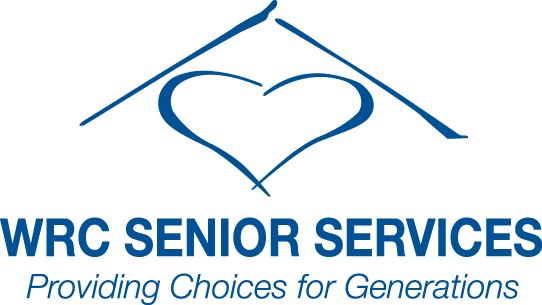 WRC SENIOR SERVICES
Providing Choices for Generations